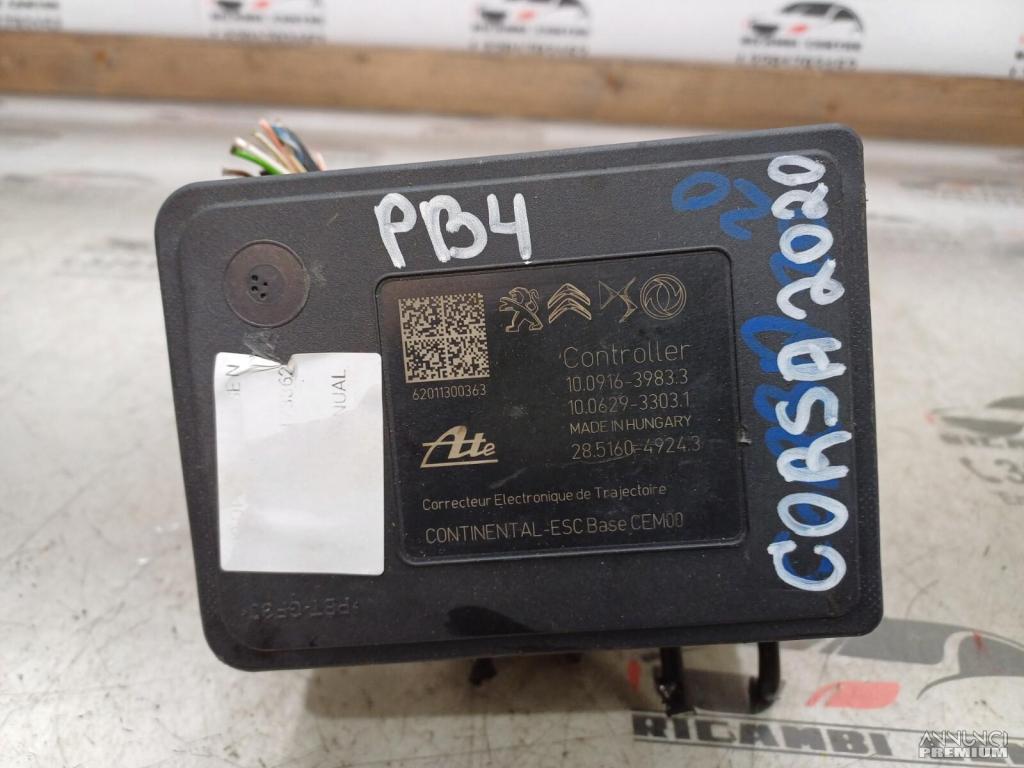 PB4
CORSA 2020
62011300363
Controller
10.0916-3983.3
10.0629-3303.1
MADE IN HUNGARY
28.5160-4924.3
Ate
Correcteur Electronique de Trajectoire
CONTINENTAL-ESC Base CEM00
NUAL
RICAMBI
ANNUNCI
PREMIUM